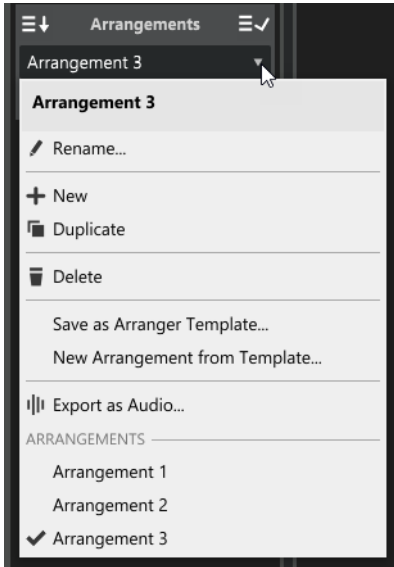 Arrangements
Arrangement 3
Arrangement 3
Rename...
New
Duplicate
Delete
Save as Arranger Template...
New Arrangement from Template...
Export as Audio...
ARRANGEMENTS
Arrangement 1
Arrangement 2
Arrangement 3